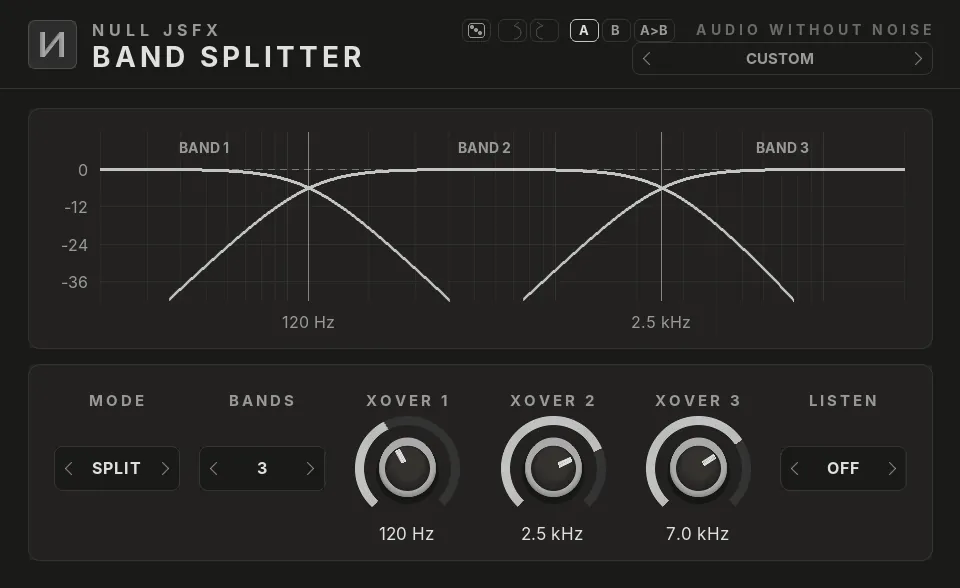 NULL JSFX
BAND SPLITTER
A B A>B
AUDIO WITHOUT NOISE
CUSTOM
BAND 1 BAND 2 BAND 3
0
-12
-24
-36
120 Hz 2.5 kHz
MODE BANDS XOVER 1 XOVER 2 XOVER 3 LISTEN
SPLIT 3 OFF
120 Hz 2.5 kHz 7.0 kHz